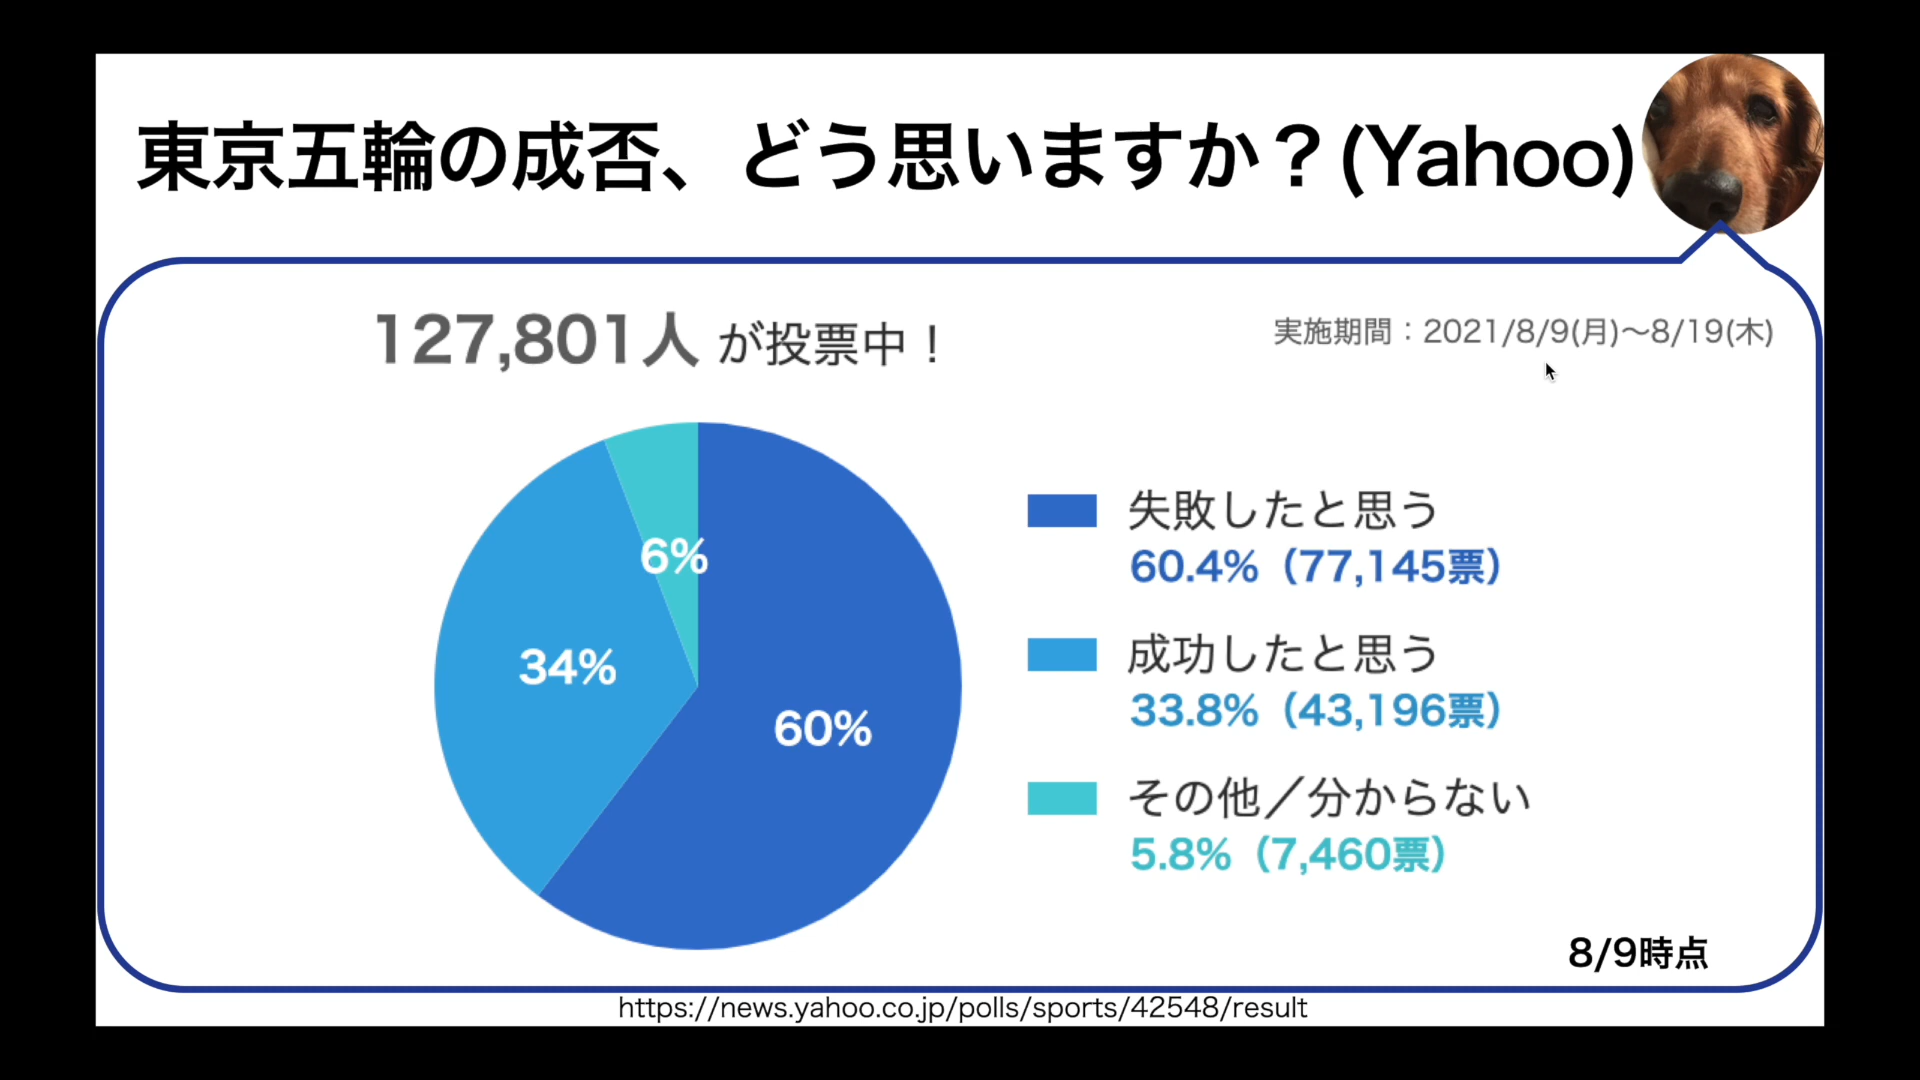 東京五輪の成否、どう思いますか？(Yahoo)
127,801人 が投票中！
実施期間：2021/8/9(月)〜8/19(木)
6%
34%
60%
失敗したと思う
60.4%（77,145票）
成功したと思う
33.8%（43,196票）
その他／分からない
5.8%（7,460票）
8/9時点
https://news.yahoo.co.jp/polls/sports/42548/result